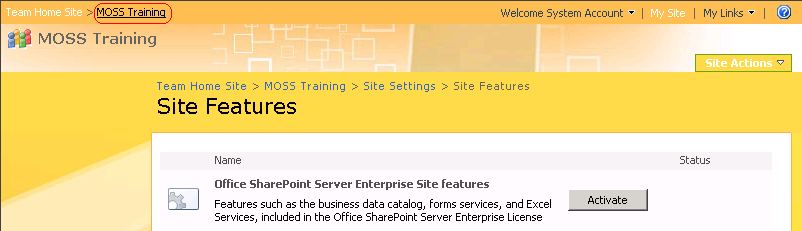 Team Home Site > MOSS Training
Welcome System Account | My Site | My Links | ?
MOSS Training
Site Actions
Team Home Site > MOSS Training > Site Settings > Site Features
Site Features
Name Status
Office SharePoint Server Enterprise Site features
Features such as the business data catalog, forms services, and Excel
Services, included in the Office SharePoint Server Enterprise License
Activate